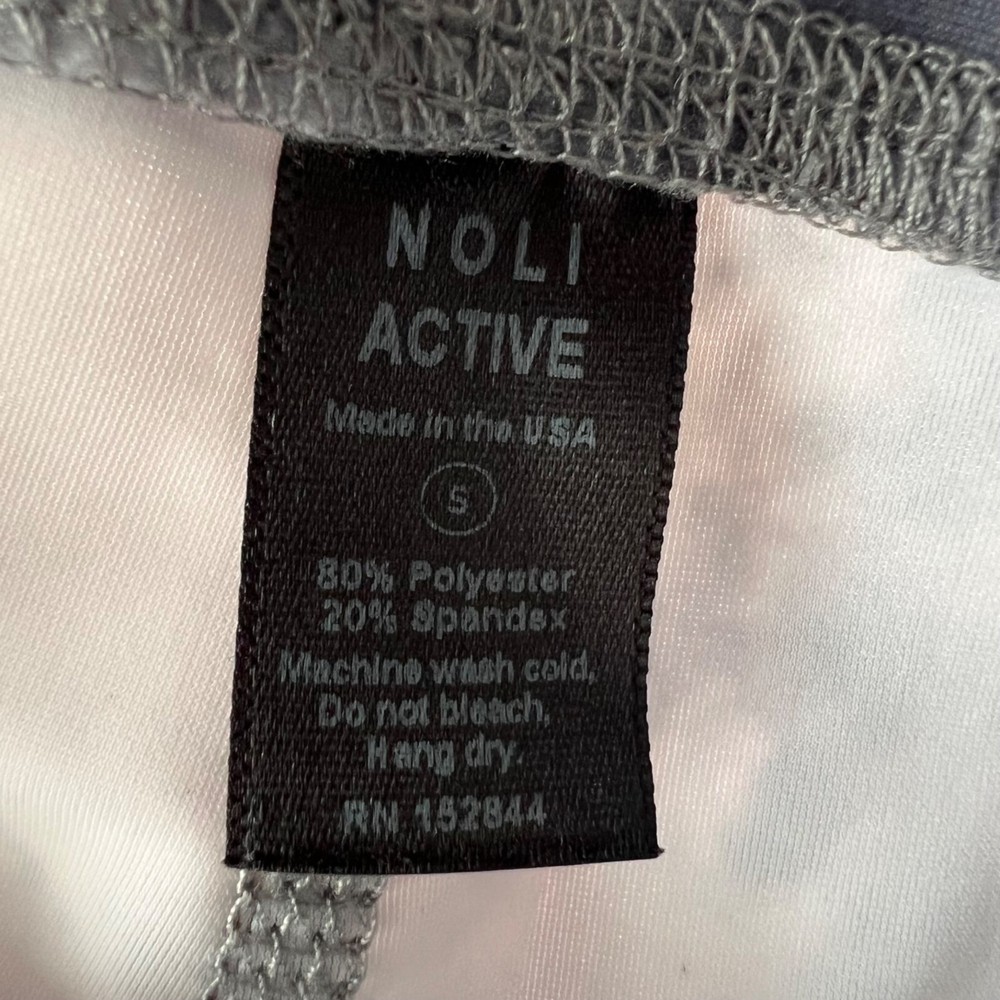 NOLI
ACTIVE
Made in the USA
S
80% Polyester
20% Spandex
Machine wash cold,
Do not bleach,
Hang dry.
RN 152844